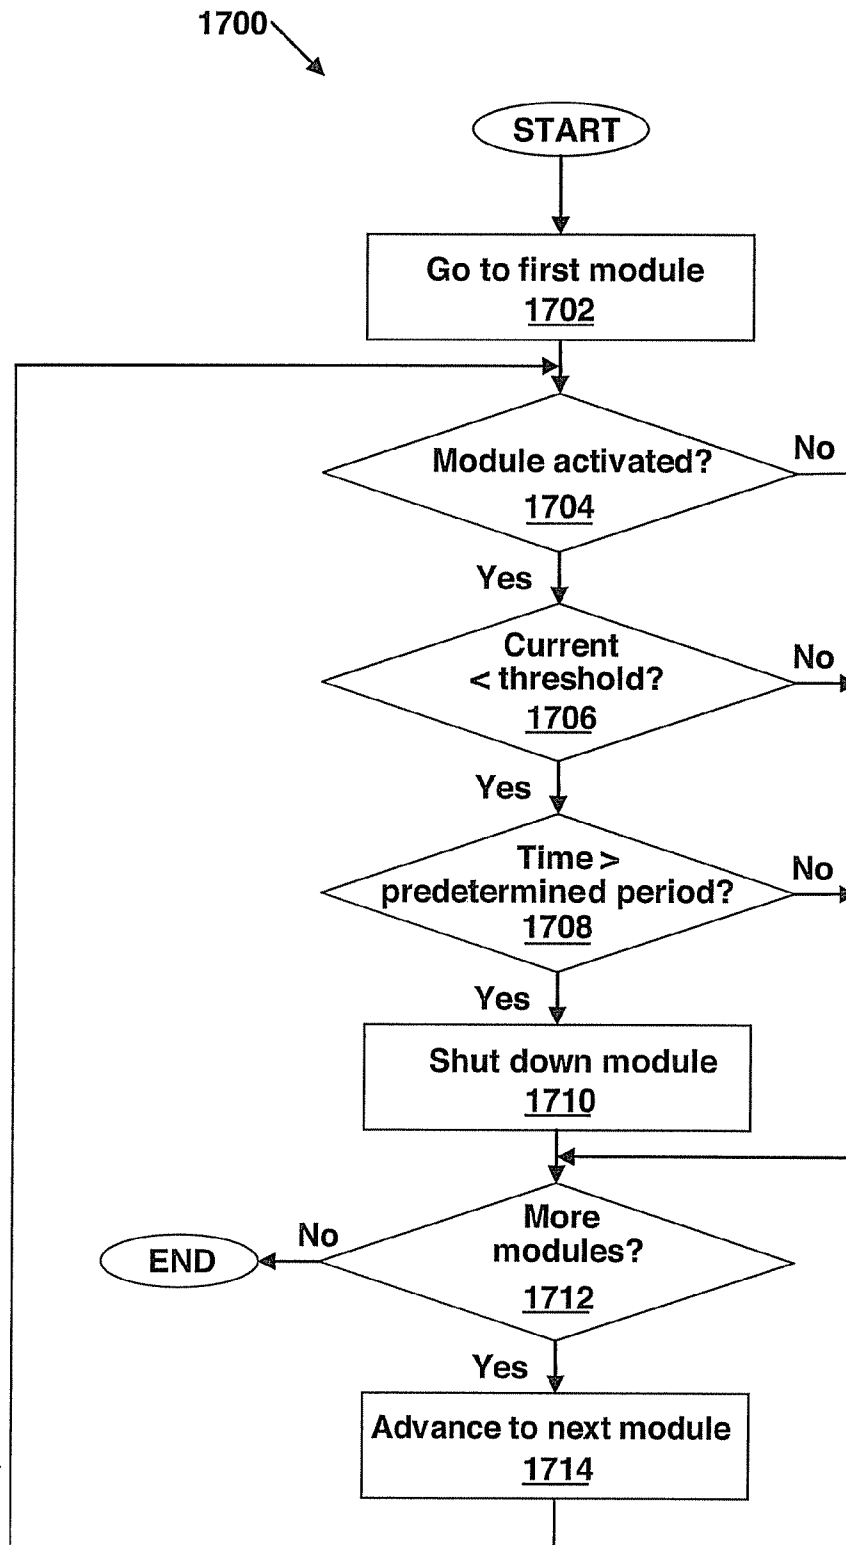 1700
START
Go to first module
1702
Module activated?
1704
No
Yes
Current
< threshold?
1706
No
Yes
Time >
predetermined period?
1708
No
Yes
Shut down module
1710
More
modules?
1712
No
END
Yes
Advance to next module
1714